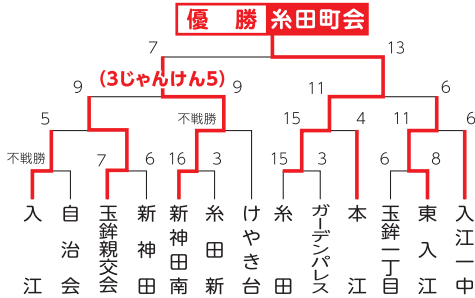 優勝 糸田町会
7 13
(3じゃんけん5)
9 9 11 6
5 不戦勝 15 4 11 6
不戦勝 7 6 16 3 15 3 6 8
入江
自治会
玉鉾親交会
新神田
新神田南
糸田新
けやき台
糸田
ガーデンパレス
本江
玉鉾一丁目
東入江
入江一中